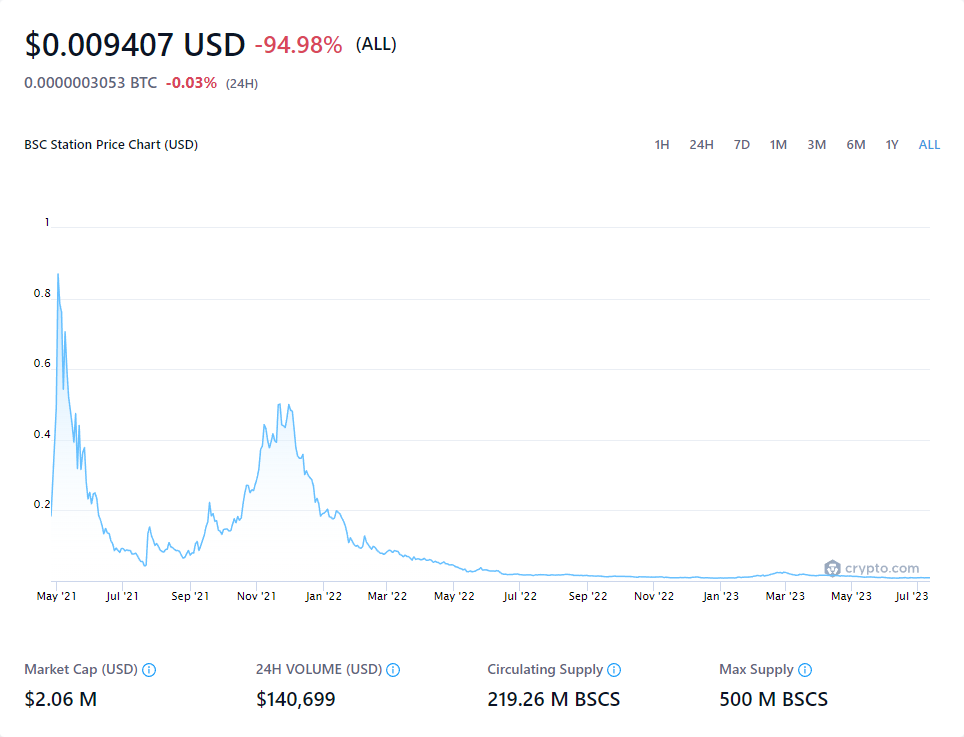 $0.009407 USD -94.98% (ALL)
0.0000003053 BTC -0.03% (24H)
BSC Station Price Chart (USD)
1H 24H 7D 1M 3M 6M 1Y ALL
1
0.8
0.6
0.4
0.2
crypto.com
May '21 Jul '21 Sep '21 Nov '21 Jan '22 Mar '22 May '22 Jul '22 Sep '22 Nov '22 Jan '23 Mar '23 May '23 Jul '23
Market Cap (USD) 24H VOLUME (USD) Circulating Supply Max Supply
$2.06 M $140,699 219.26 M BSCS 500 M BSCS